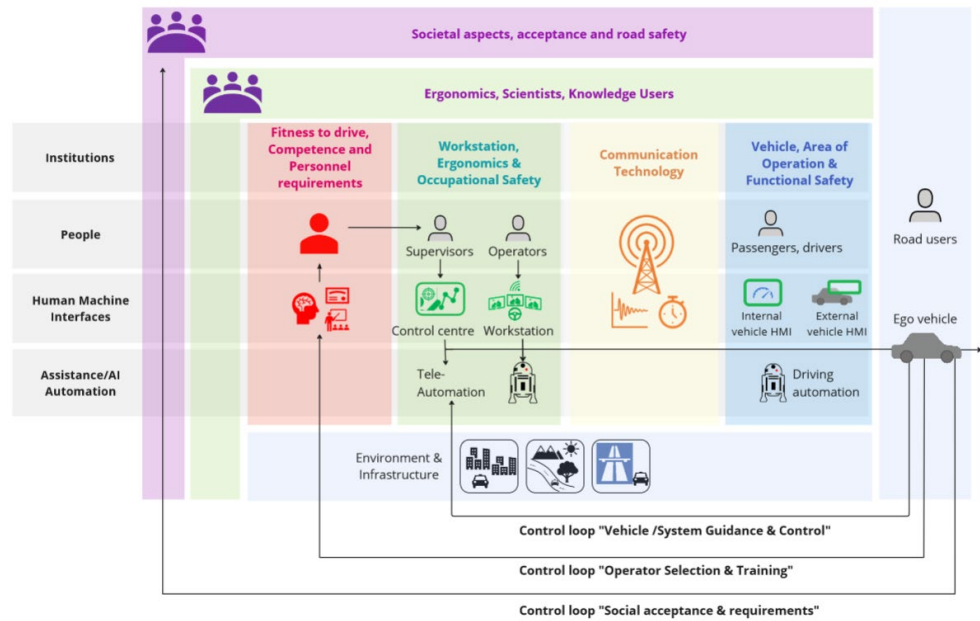 Societal aspects, acceptance and road safety
Ergonomics, Scientists, Knowledge Users
Institutions
Fitness to drive,
Competence and
Personnel
requirements
Workstation,
Ergonomics &
Occupational Safety
Communication
Technology
Vehicle, Area of
Operation &
Functional Safety
People
Supervisors
Operators
Passengers, drivers
Road users
Human Machine
Interfaces
Control centre
Workstation
Internal
vehicle HMI
External
vehicle HMI
Ego vehicle
Assistance/AI
Automation
Tele-
Automation
Driving
automation
Environment &
Infrastructure
Control loop "Vehicle /System Guidance & Control"
Control loop "Operator Selection & Training"
Control loop "Social acceptance & requirements"